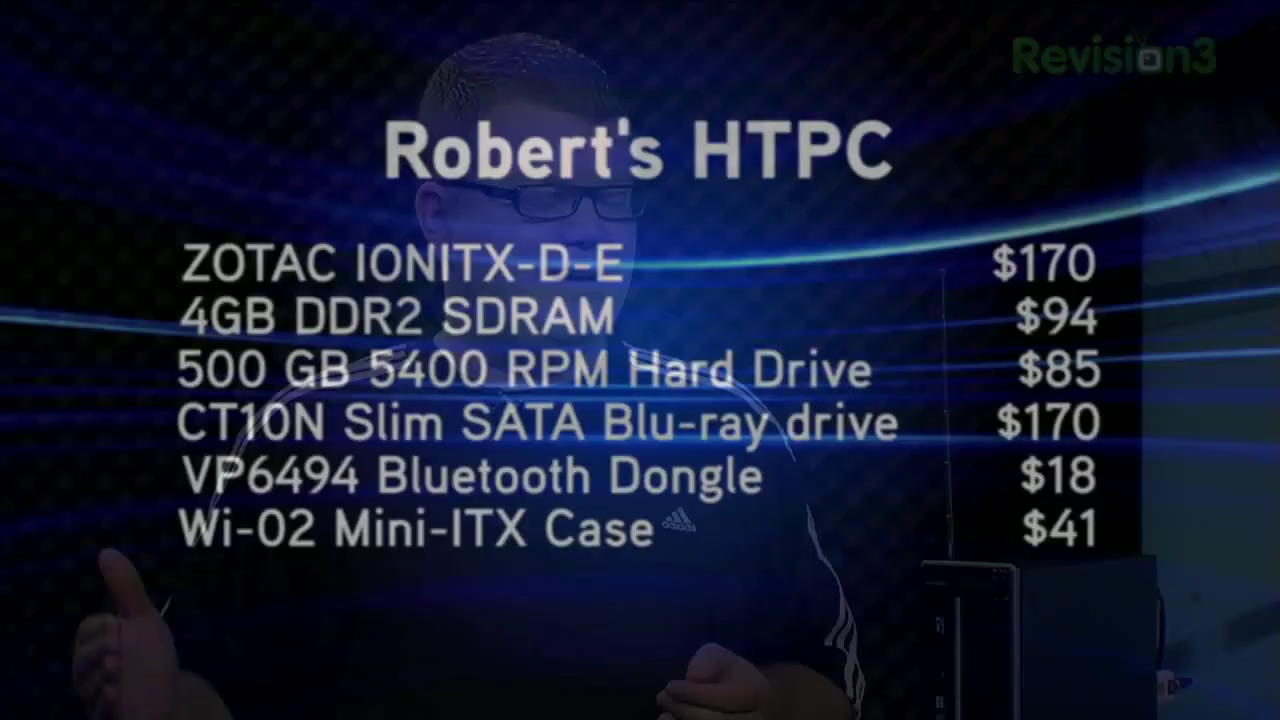 Revision3
Robert's HTPC
ZOTAC IONITX-D-E $170
4GB DDR2 SDRAM $94
500 GB 5400 RPM Hard Drive $85
CT10N Slim SATA Blu-ray drive $170
VP6494 Bluetooth Dongle $18
Wi-02 Mini-ITX Case $41
adidas